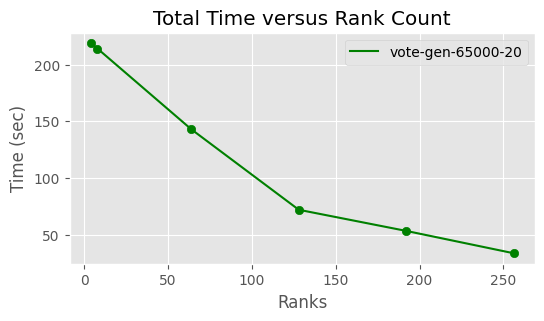 Total Time versus Rank Count
vote-gen-65000-20
Time (sec)
200
150
100
50
0 50 100 150 200 250
Ranks